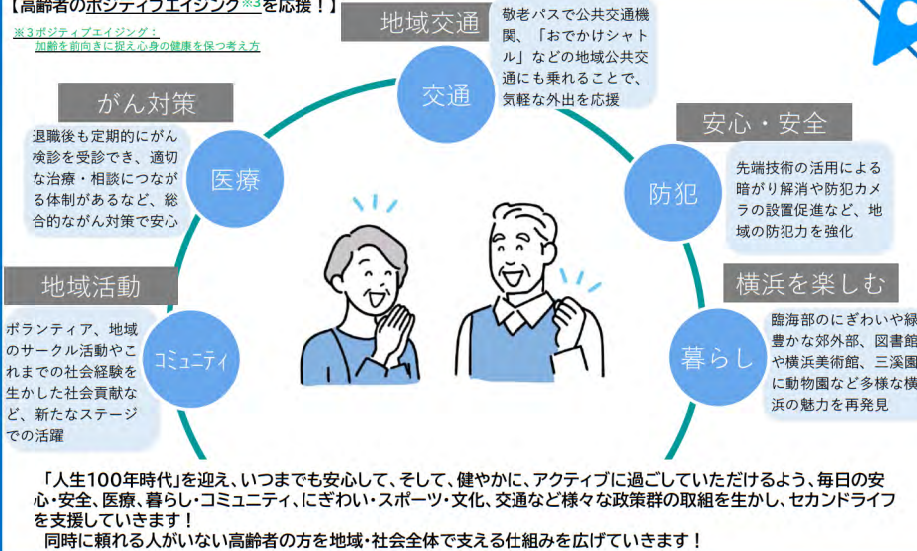 【高齢者のポジティブエイジング※3を応援!】
※3ポジティブエイジング:
加齢を前向きに捉え心身の健康を保つ考え方
地域交通
敬老パスで公共交通機
関、「おでかけシャト
ル」などの地域公共交
通にも乗れることで、
気軽な外出を応援
交通
がん対策
退職後も定期的にがん
検診を受診でき、適切
な治療・相談につなが
る体制があるなど、総
合的ながん対策で安心
医療
安心・安全
先端技術の活用による
暗がり解消や防犯カメ
ラの設置促進など、地
域の防犯力を強化
防犯
地域活動
ボランティア、地域
のサークル活動やこ
れまでの社会経験を
生かした社会貢献な
ど、新たなステージ
での活躍
コミュニティ
横浜を楽しむ
臨海部のにぎわいや緑
豊かな郊外部、図書館
や横浜美術館、三溪園
に動物園など多様な横
浜の魅力を再発見
暮らし
「人生100年時代」を迎え、いつまでも安心して、そして、健やかに、アクティブに過ごしていただけるよう、毎日の安
心・安全、医療、暮らし・コミュニティ、にぎわい・スポーツ・文化、交通など様々な政策群の取組を生かし、セカンドライフ
を支援していきます!
同時に頼れる人がいない高齢者の方を地域・社会全体で支える仕組みを広げていきます!